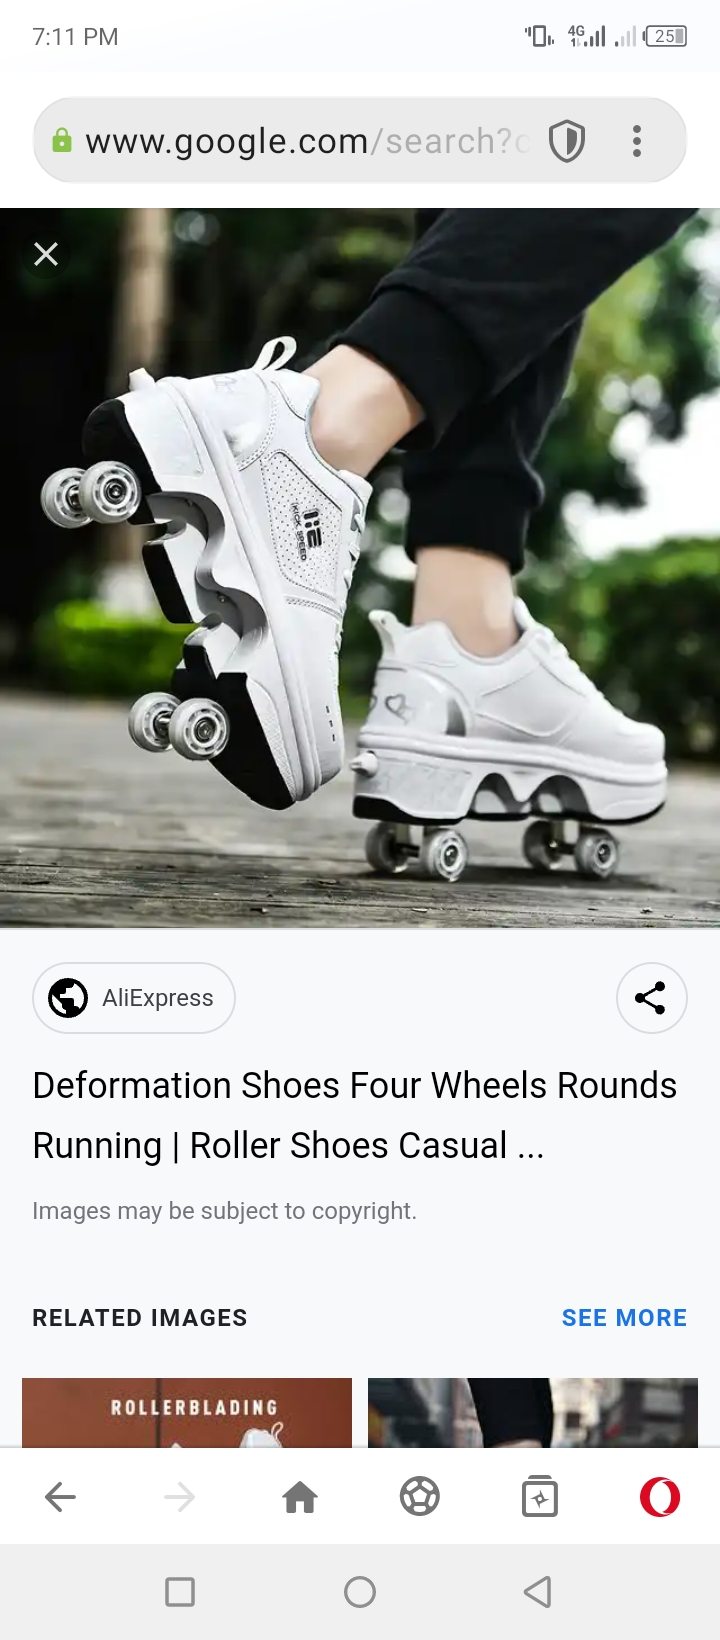 7:11 PM
4G
25
www.google.com/search?
KICK SPEED
AliExpress
Deformation Shoes Four Wheels Rounds
Running | Roller Shoes Casual ...
Images may be subject to copyright.
RELATED IMAGES
SEE MORE
ROLLERBLADING